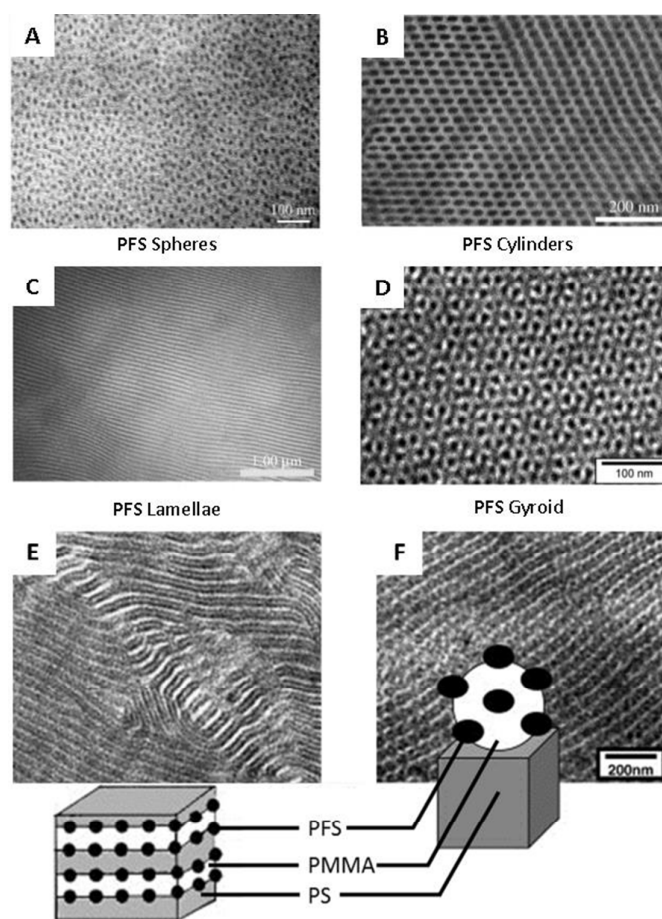 A
B
100 nm
200 nm
PFS Spheres
PFS Cylinders
C
D
1.00 μm
100 nm
PFS Lamellae
PFS Gyroid
E
F
200nm
PFS
PMMA
PS